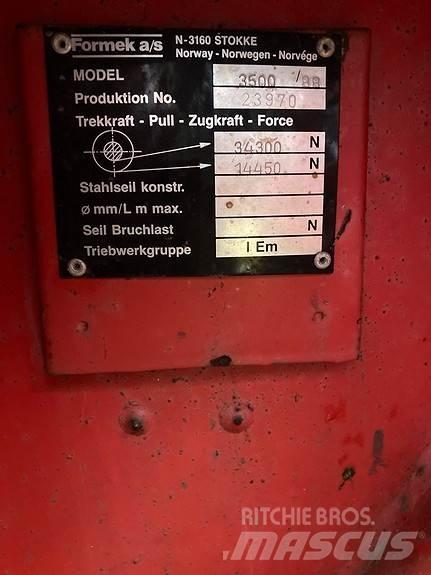 Formek a/s N-3160 STOKKE
Norway - Norwegen - Norvége
MODEL 3500 /88
Produktion No. 23970
Trekkraft - Pull - Zugkraft - Force
34300 N
14450 N
Stahlseil konstr.
ø mm/L m max.
Seil Bruchlast N
Triebwerkgruppe I Em
RITCHIE BROS.
MASCUS